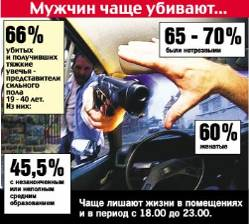 Мужчин чаще убивают...
66%
убитых
и получивших
тяжкие
увечья -
представители
сильного
пола
19 - 40 лет.
Из них:
65 - 70%
были нетрезвыми
60%
женатые
45,5%
с незаконченным
или неполным
средним
образованием
Чаще лишают жизни в помещениях
и в период с 18.00 до 23.00.